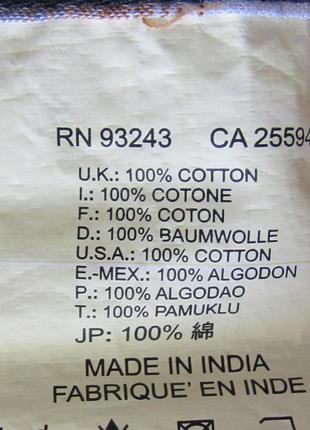 RN 93243 CA 25594
U.K.: 100% COTTON
I.: 100% COTONE
F.: 100% COTON
D.: 100% BAUMWOLLE
U.S.A.: 100% COTTON
E.-MEX.: 100% ALGODON
P.: 100% ALGODAO
T.: 100% PAMUKLU
JP: 100% 綿
MADE IN INDIA
FABRIQUE' EN INDE